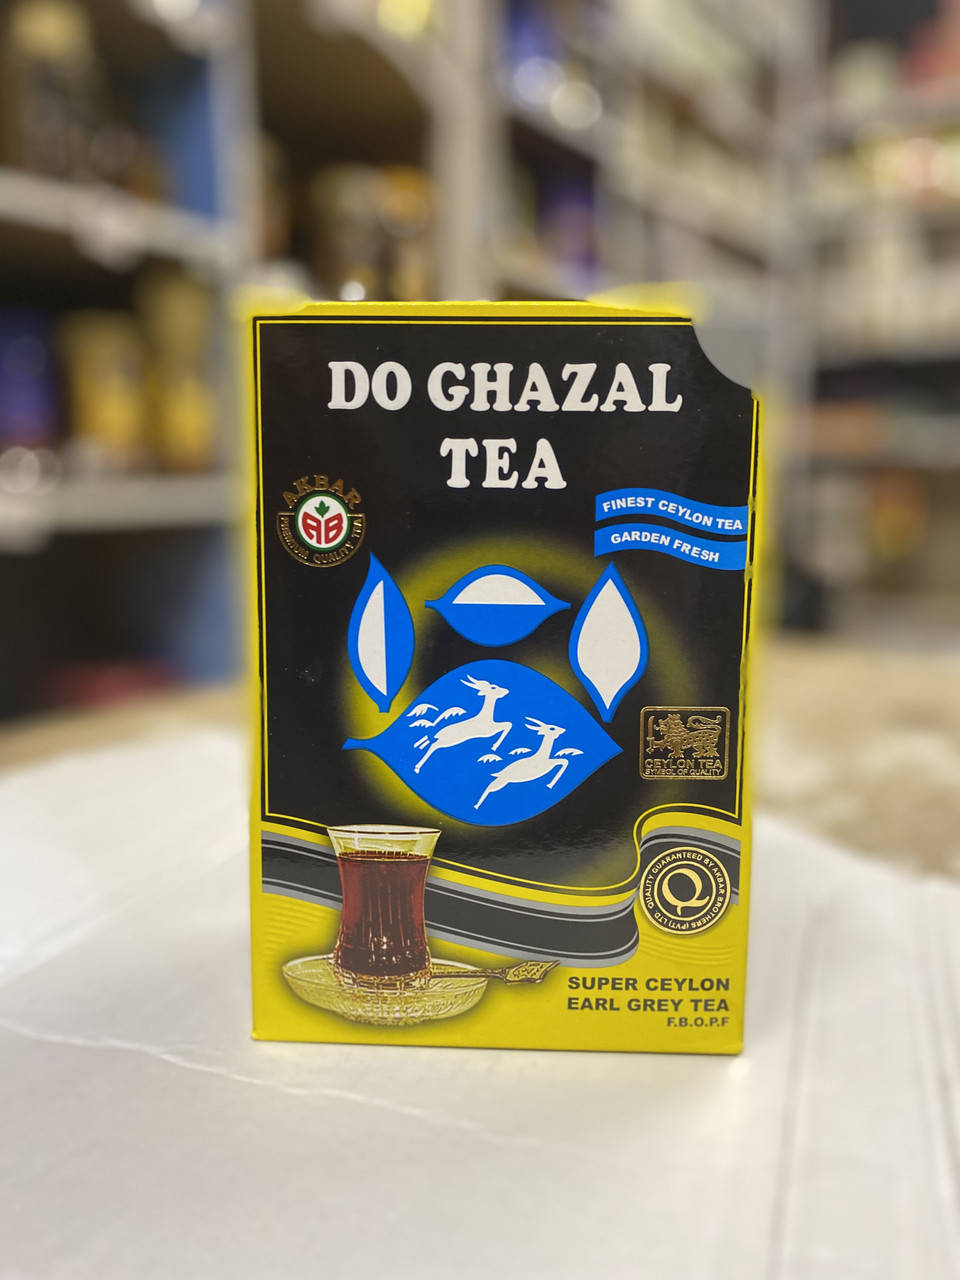 DO GHAZAL
TEA
AKBAR
AB
PREMIUM QUALITY TEA
FINEST CEYLON TEA
GARDEN FRESH
CEYLON TEA
SYMBOL OF QUALITY
QUALITY GUARANTEED BY AKBAR BROTHERS (PVT) LTD.
Q
SUPER CEYLON
EARL GREY TEA
F.B.O.P.F